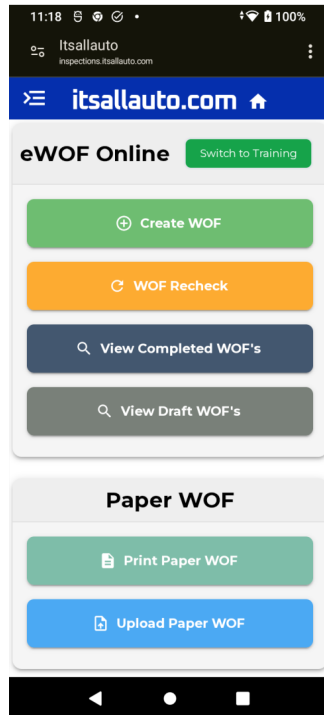 11:18
100%
Itsallauto
inspections.itsallauto.com
itsallauto.com
eWOF Online
Switch to Training
Create WOF
WOF Recheck
View Completed WOF's
View Draft WOF's
Paper WOF
Print Paper WOF
Upload Paper WOF